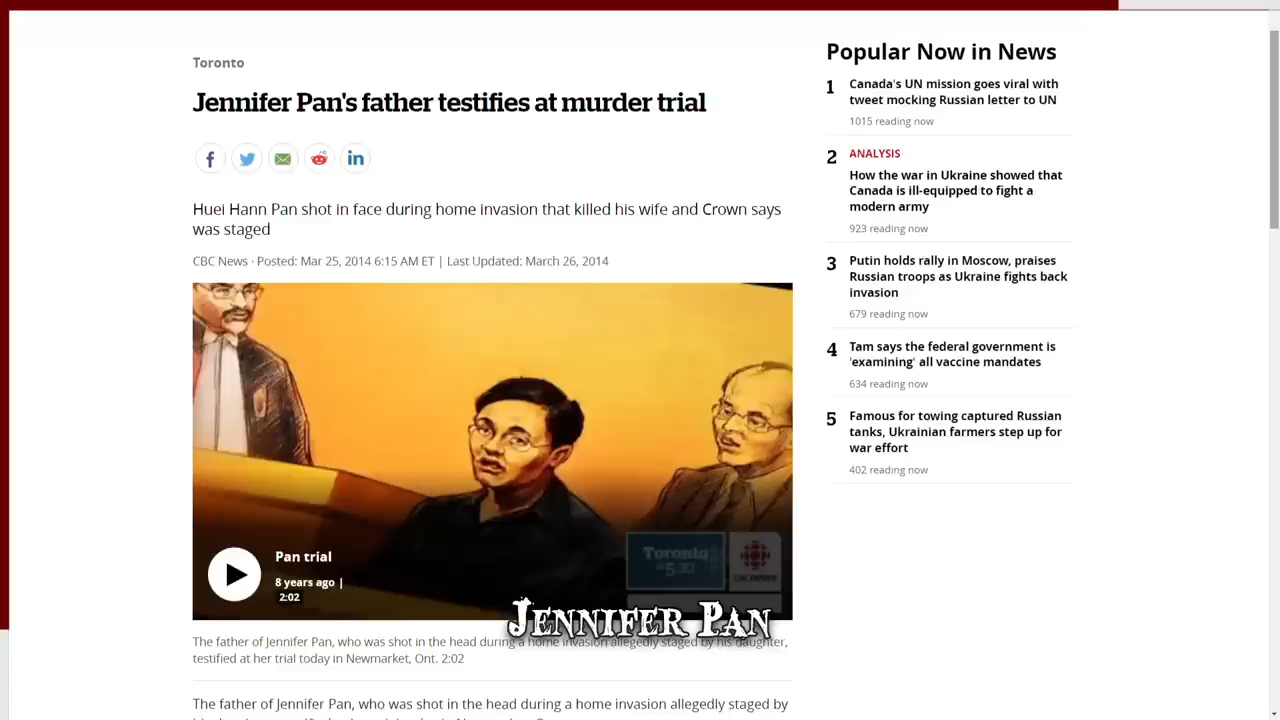 Toronto
Jennifer Pan's father testifies at murder trial
Huei Hann Pan shot in face during home invasion that killed his wife and Crown says
was staged
CBC News · Posted: Mar 25, 2014 6:15 AM ET | Last Updated: March 26, 2014
Toronto
@5:30
CBC NEWS
Pan trial
8 years ago |
2:02
JENNIFER PAN
The father of Jennifer Pan, who was shot in the head during a home invasion allegedly staged by his daughter,
testified at her trial today in Newmarket, Ont. 2:02
The father of Jennifer Pan, who was shot in the head during a home invasion allegedly staged by
Popular Now in News
1
Canada's UN mission goes viral with
tweet mocking Russian letter to UN
1015 reading now
2
ANALYSIS
How the war in Ukraine showed that
Canada is ill-equipped to fight a
modern army
923 reading now
3
Putin holds rally in Moscow, praises
Russian troops as Ukraine fights back
invasion
679 reading now
4
Tam says the federal government is
'examining' all vaccine mandates
634 reading now
5
Famous for towing captured Russian
tanks, Ukrainian farmers step up for
war effort
402 reading now